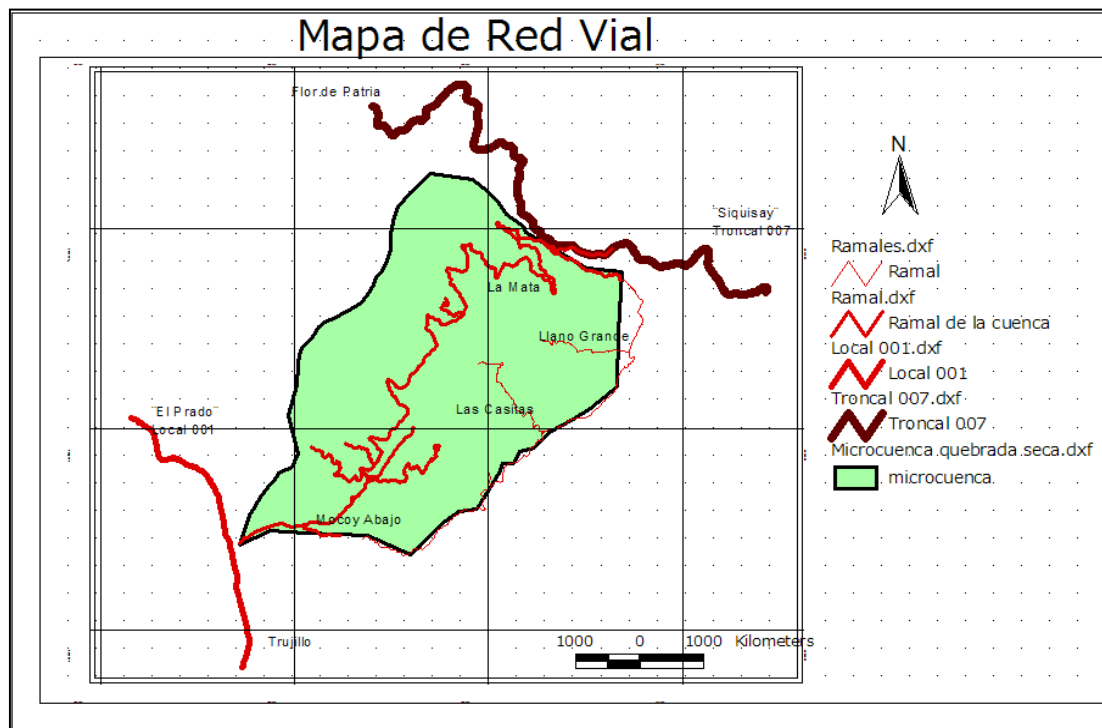 Mapa de Red Vial
Flor.de Patria
"Siquisay"
Troncal 007
La Mata
Llano Grande
Las Casitas
"El Prado"
Local 001
Mocoy Abajo
Trujillo
1000 0 1000 Kilometers
N
Ramales.dxf
Ramal
Ramal.dxf
Ramal de la cuenca
Local 001.dxf
Local 001
Troncal 007.dxf
Troncal 007
Microcuenca.quebrada.seca.dxf
microcuenca